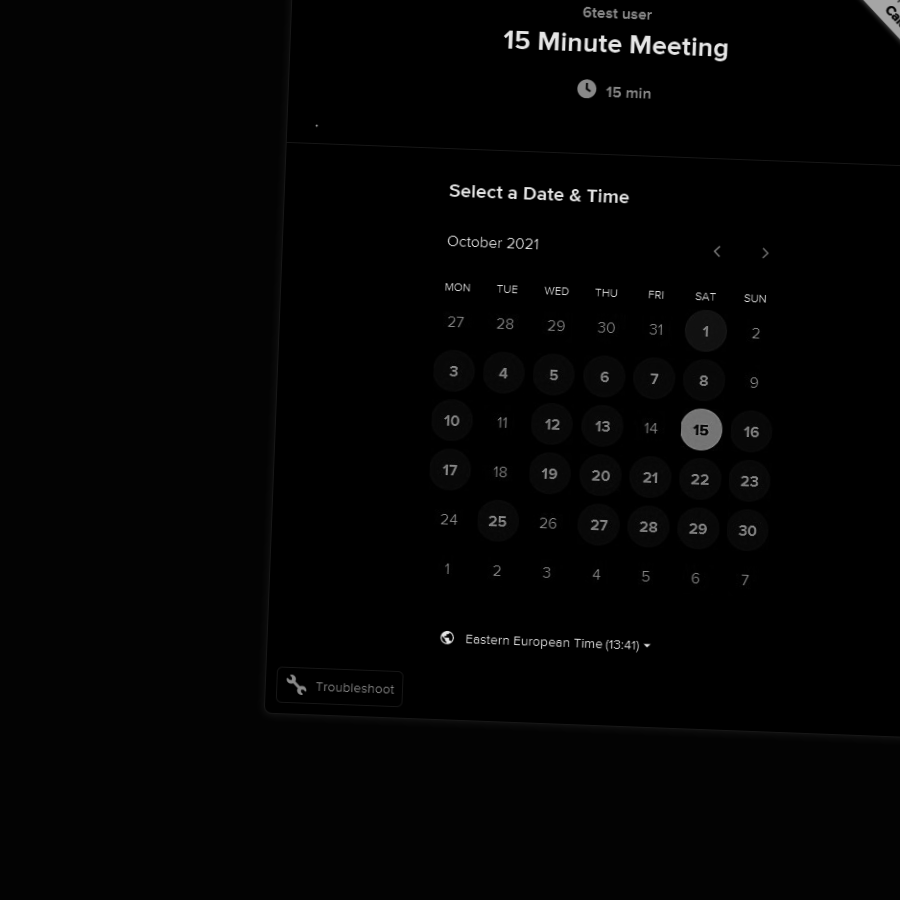 6test user
15 Minute Meeting
15 min
Select a Date & Time
October 2021
MON TUE WED THU FRI SAT SUN
27 28 29 30 31 1 2
3 4 5 6 7 8 9
10 11 12 13 14 15 16
17 18 19 20 21 22 23
24 25 26 27 28 29 30
1 2 3 4 5 6 7
Eastern European Time (13:41)
Troubleshoot